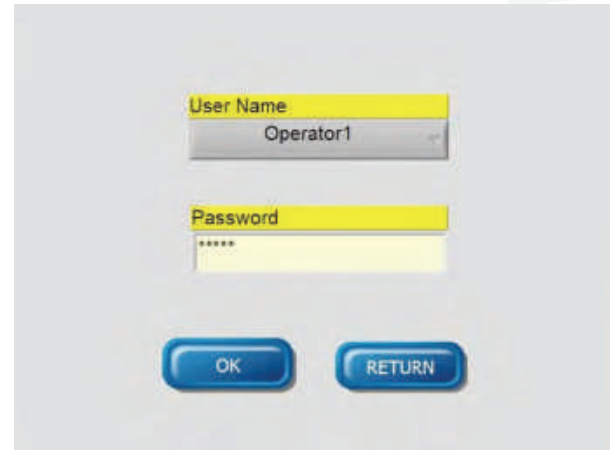 User Name
Operator1
Password
*****
OK
RETURN